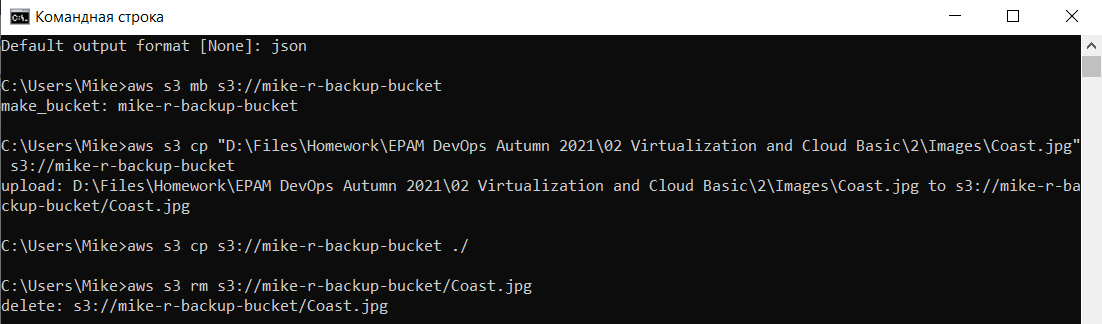 Командная строка
Default output format [None]: json
C:\Users\Mike>aws s3 mb s3://mike-r-backup-bucket
make_bucket: mike-r-backup-bucket
C:\Users\Mike>aws s3 cp "D:\Files\Homework\EPAM DevOps Autumn 2021\02 Virtualization and Cloud Basic\2\Images\Coast.jpg"
s3://mike-r-backup-bucket
upload: D:\Files\Homework\EPAM DevOps Autumn 2021\02 Virtualization and Cloud Basic\2\Images\Coast.jpg to s3://mike-r-ba
ckup-bucket/Coast.jpg
C:\Users\Mike>aws s3 cp s3://mike-r-backup-bucket ./
C:\Users\Mike>aws s3 rm s3://mike-r-backup-bucket/Coast.jpg
delete: s3://mike-r-backup-bucket/Coast.jpg